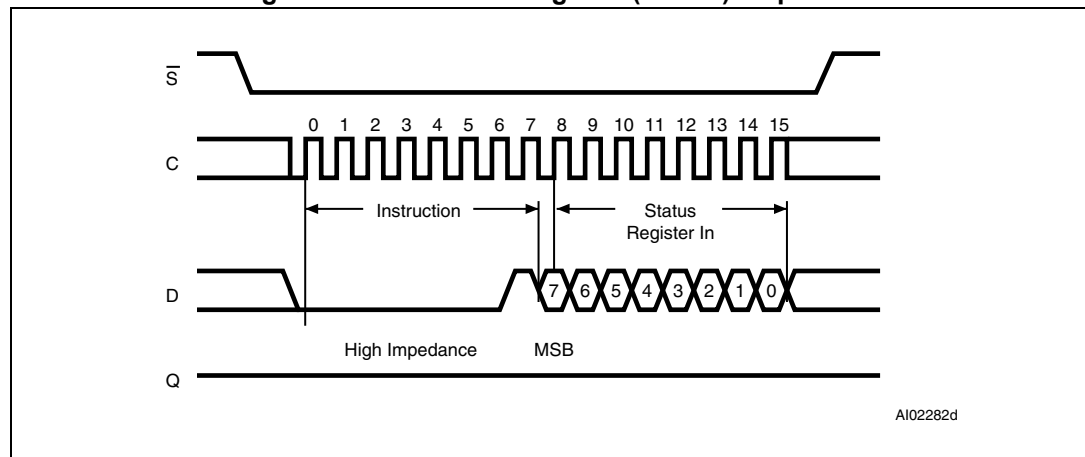 S
0 1 2 3 4 5 6 7 8 9 10 11 12 13 14 15
C
Instruction
Status
Register In
D
7 6 5 4 3 2 1 0
High Impedance
MSB
Q
AI02282d